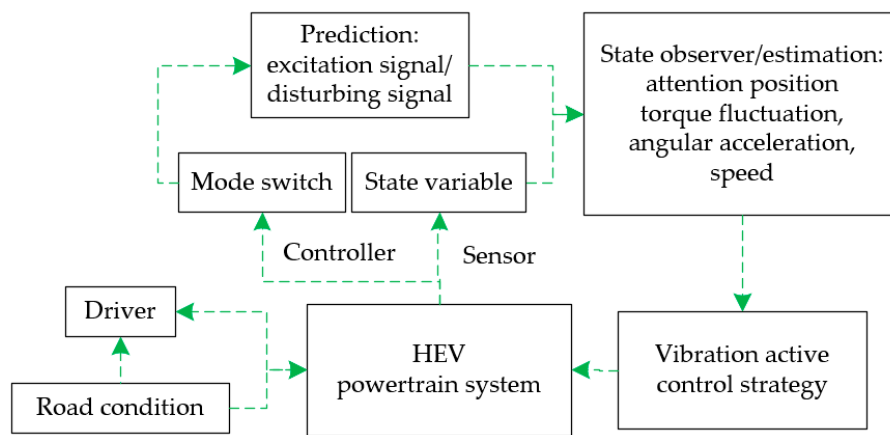 Prediction:
excitation signal/
disturbing signal
State observer/estimation:
attention position
torque fluctuation,
angular acceleration,
speed
Mode switch
State variable
Controller
Sensor
Driver
Road condition
HEV
powertrain system
Vibration active
control strategy